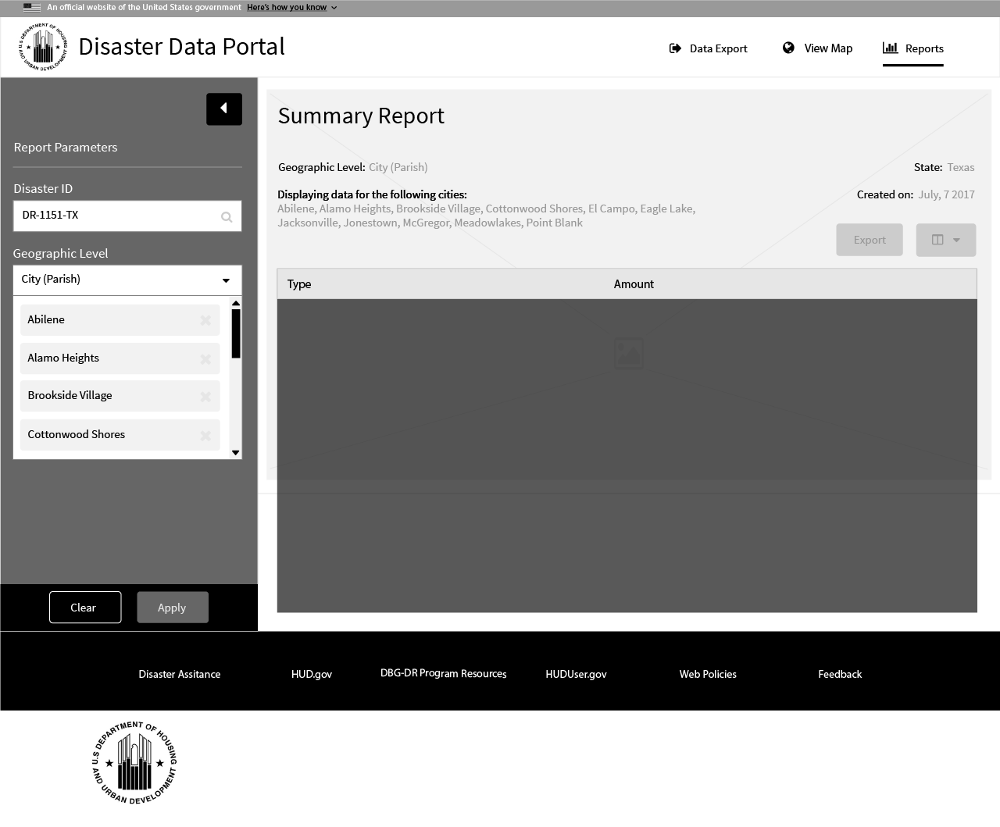 An official website of the United States government Here's how you know
U.S DEPARTMENT OF HOUSING AND URBAN DEVELOPMENT
Disaster Data Portal
Data Export
View Map
Reports
Report Parameters
Disaster ID
DR-1151-TX
Geographic Level
City (Parish)
Abilene
Alamo Heights
Brookside Village
Cottonwood Shores
Clear
Apply
Summary Report
Geographic Level: City (Parish)
State: Texas
Displaying data for the following cities:
Created on: July, 7 2017
Abilene, Alamo Heights, Brookside Village, Cottonwood Shores, El Campo, Eagle Lake,
Jacksonville, Jonestown, McGregor, Meadowlakes, Point Blank
Export
Type
Amount
Disaster Assitance
HUD.gov
DBG-DR Program Resources
HUDUser.gov
Web Policies
Feedback
U.S DEPARTMENT OF HOUSING
AND URBAN DEVELOPMENT